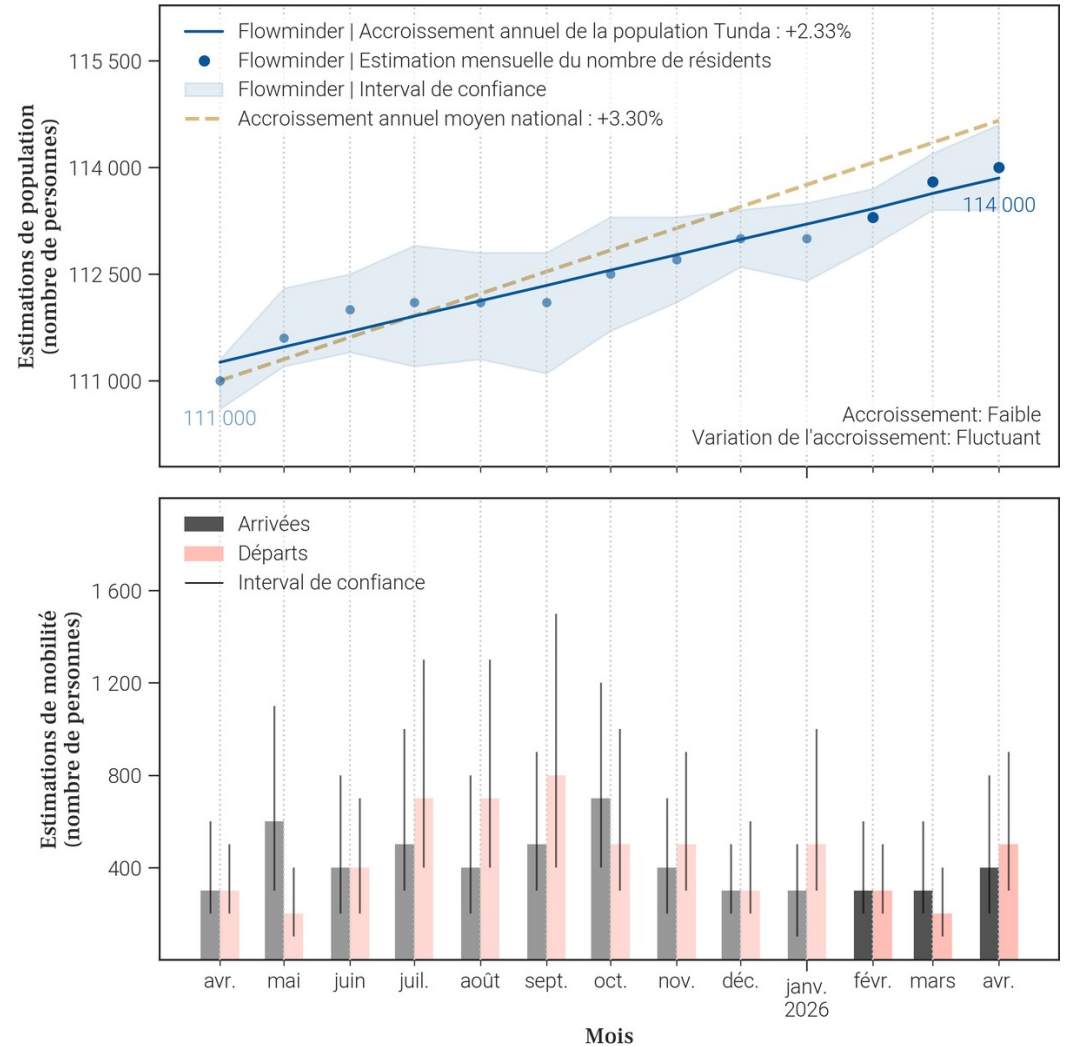 Flowminder | Accroissement annuel de la population Tunda : +2.33%
Flowminder | Estimation mensuelle du nombre de résidents
Flowminder | Interval de confiance
Accroissement annuel moyen national : +3.30%
Estimations de population
(nombre de personnes)
115 500
114 000
112 500
111 000
111 000
114 000
Accroissement: Faible
Variation de l'accroissement: Fluctuant
Arrivées
Départs
Interval de confiance
Estimations de mobilité
(nombre de personnes)
1 600
1 200
800
400
avr. mai juin juil. août sept. oct. nov. déc. janv. févr. mars avr.
2026
Mois